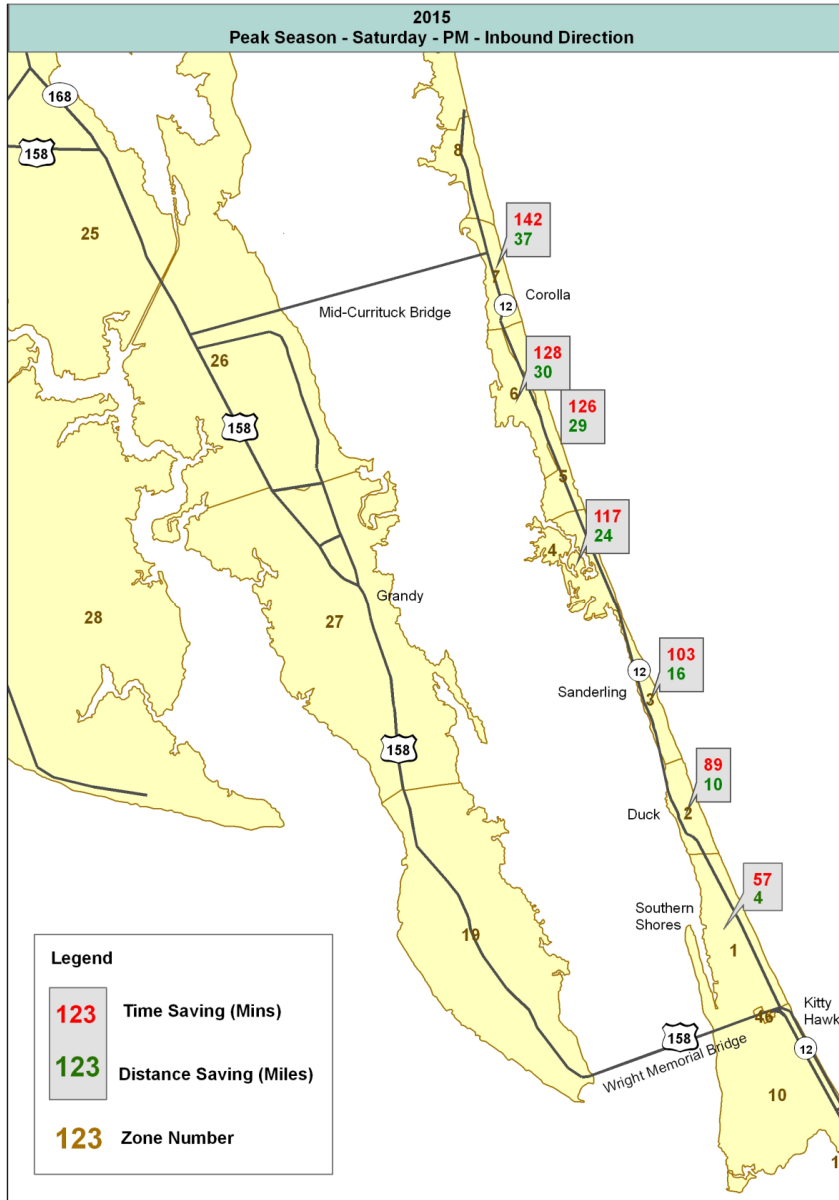 2015
Peak Season - Saturday - PM - Inbound Direction
168
158
8
25
142
37
7
12
Corolla
Mid-Currituck Bridge
26
128
30
6
126
29
158
5
117
24
4
Grandy
27
28
103
16
12
Sanderling
3
158
89
10
Duck
2
57
4
Southern
Shores
19
1
Legend
123
Time Saving (Mins)
123
Distance Saving (Miles)
123
Zone Number
Kitty
Hawk
46
158
12
Wright Memorial Bridge
10
1